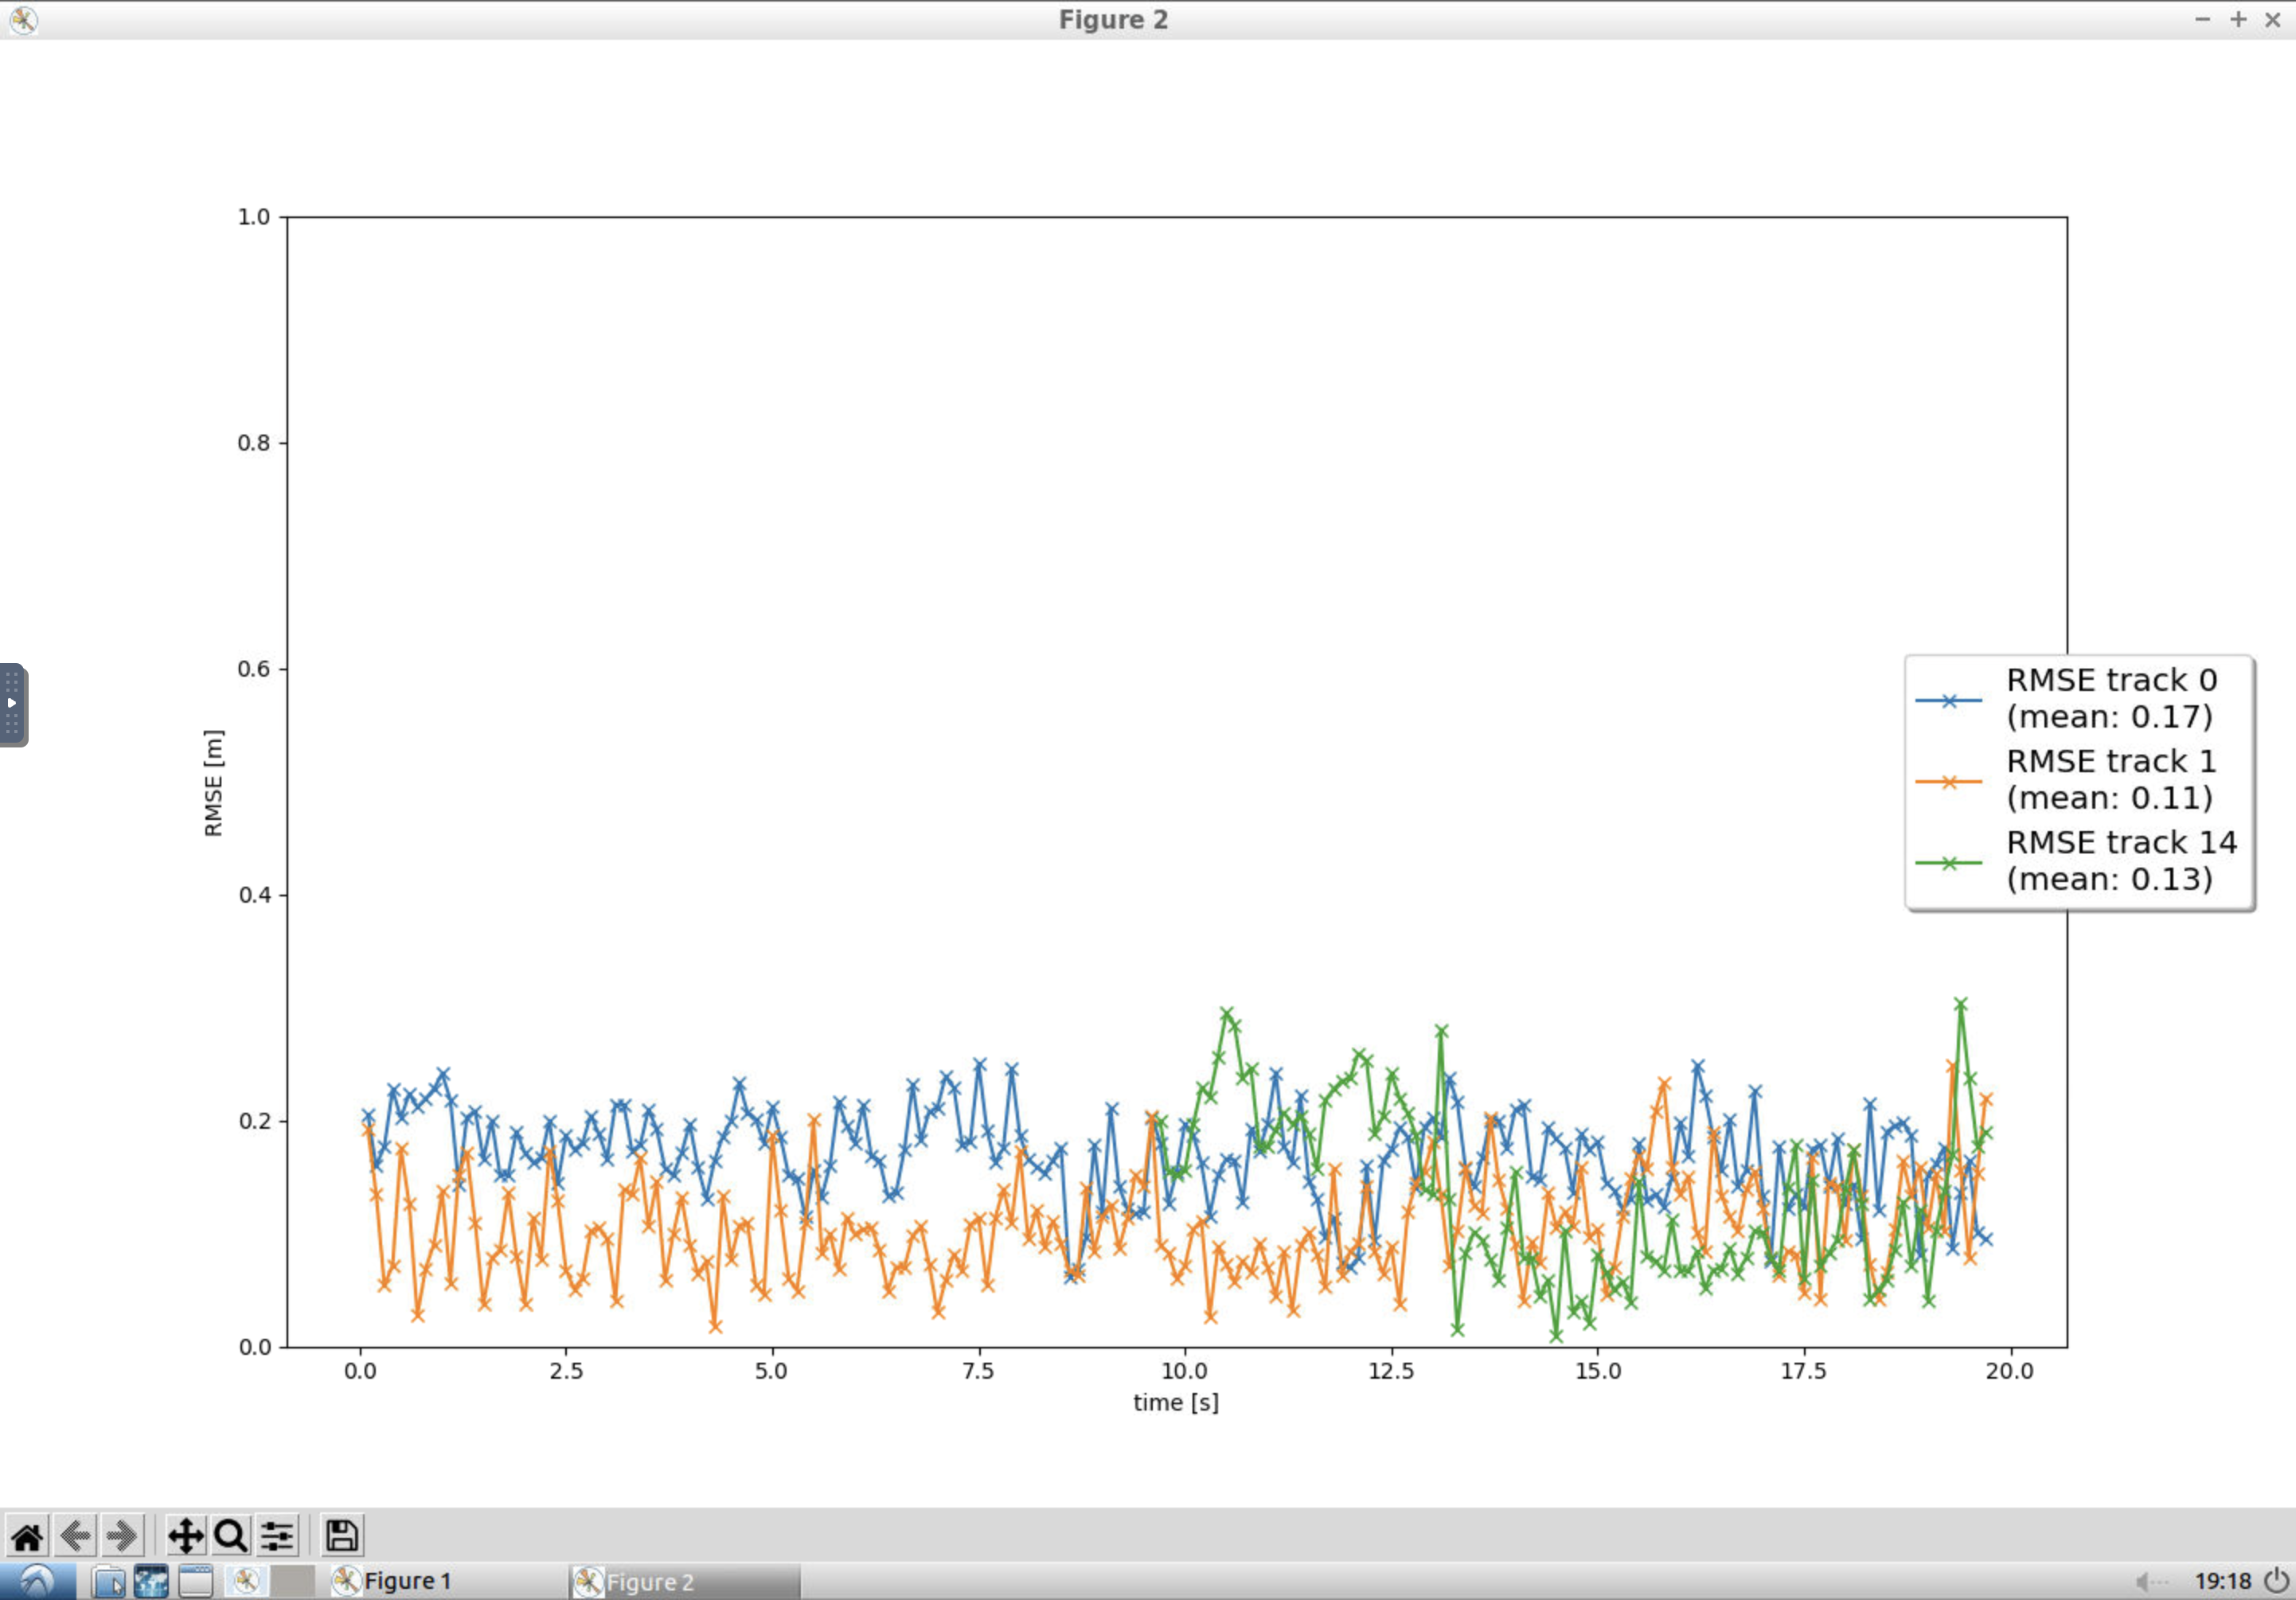 Figure 2
1.0
0.8
0.6
0.4
0.2
0.0
RMSE [m]
0.0 2.5 5.0 7.5 10.0 12.5 15.0 17.5 20.0
time [s]
RMSE track 0
(mean: 0.17)
RMSE track 1
(mean: 0.11)
RMSE track 14
(mean: 0.13)
Figure 1
Figure 2
19:18